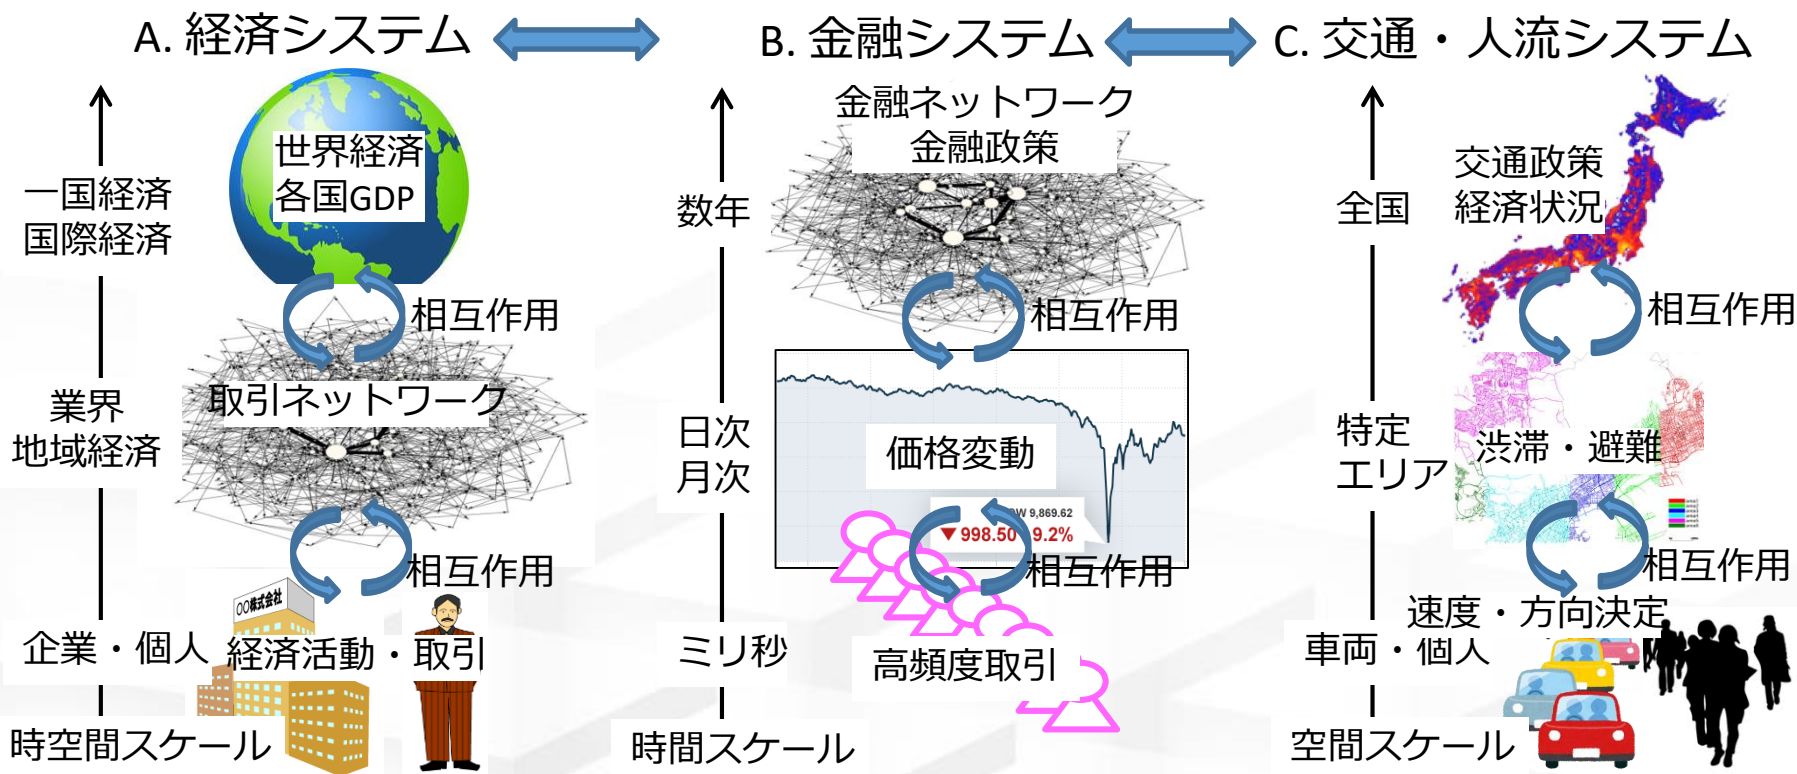 A. 経済システム
B. 金融システム
C. 交通・人流システム
世界経済
各国GDP
一国経済
国際経済
相互作用
取引ネットワーク
業界
地域経済
相互作用
〇〇株式会社
企業・個人
経済活動・取引
時空間スケール
金融ネットワーク
金融政策
数年
相互作用
日次
月次
価格変動
OW 9,869.62
▼998.50 9.2%
相互作用
ミリ秒
高頻度取引
時間スケール
交通政策
経済状況
全国
相互作用
特定
エリア
渋滞・避難
相互作用
速度・方向決定
車両・個人
空間スケール